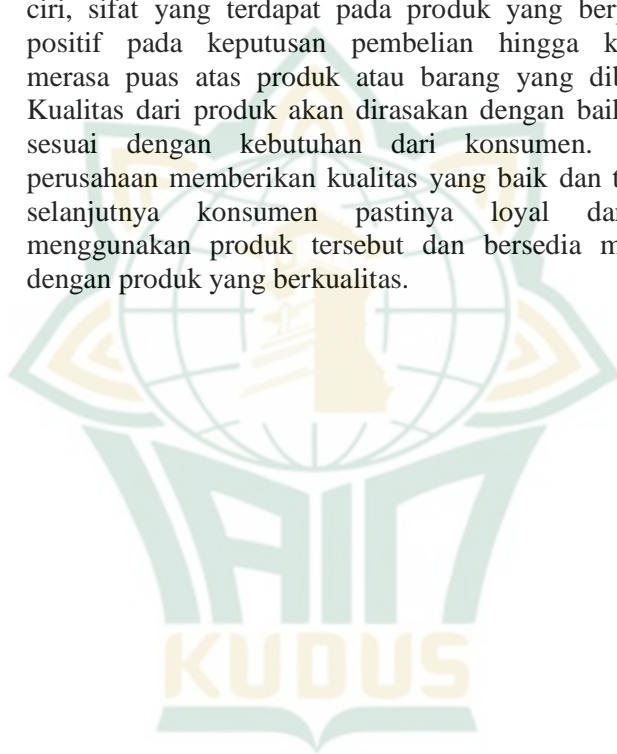 ciri, sifat yang terdapat pada produk yang
positif pada keputusan pembelian hingga
merasa puas atas produk atau barang yang
Kualitas dari produk akan dirasakan dengan baik
sesuai dengan kebutuhan dari konsumen.
perusahaan memberikan kualitas yang baik dan
selanjutnya konsumen pastinya loyal
menggunakan produk tersebut dan bersedia
dengan produk yang berkualitas.
IAIN
KUDUS